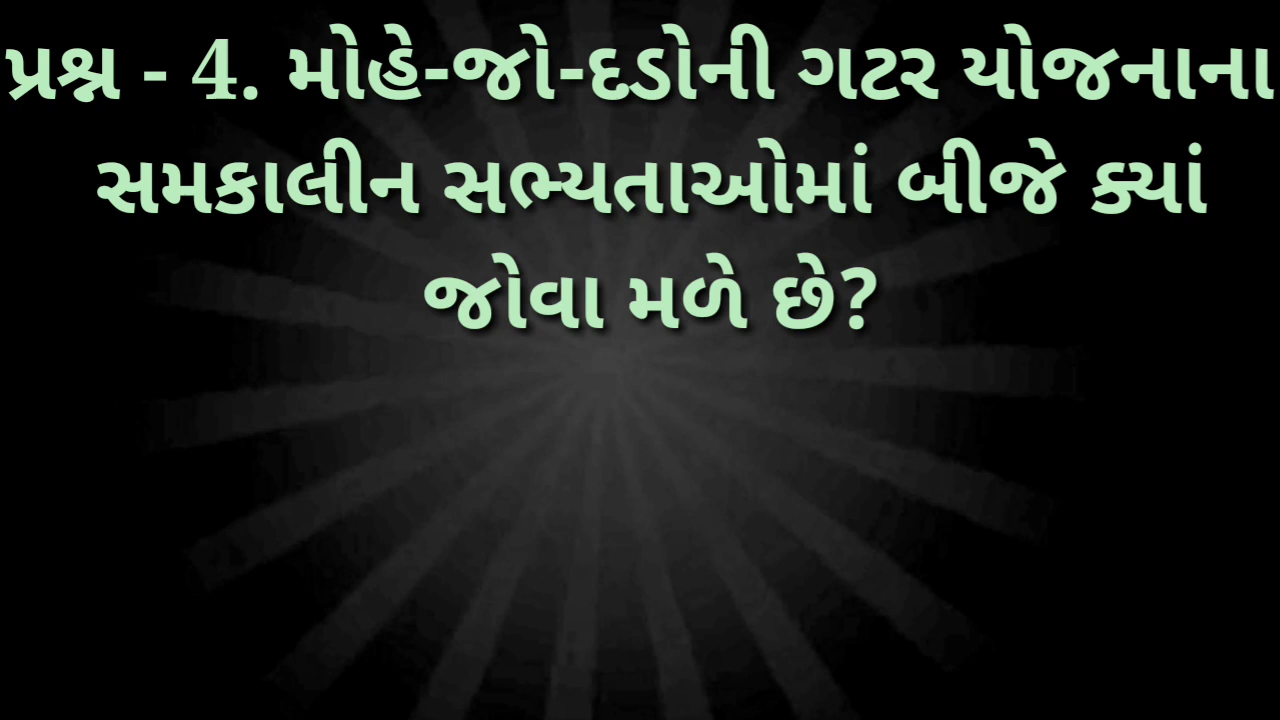 પ્રશ્ન - 4. મોહે-જો-દડોની ગટર યોજનાના
સમકાલીન સભ્યતાઓમાં બીજે ક્યાં
જોવા મળે છે?